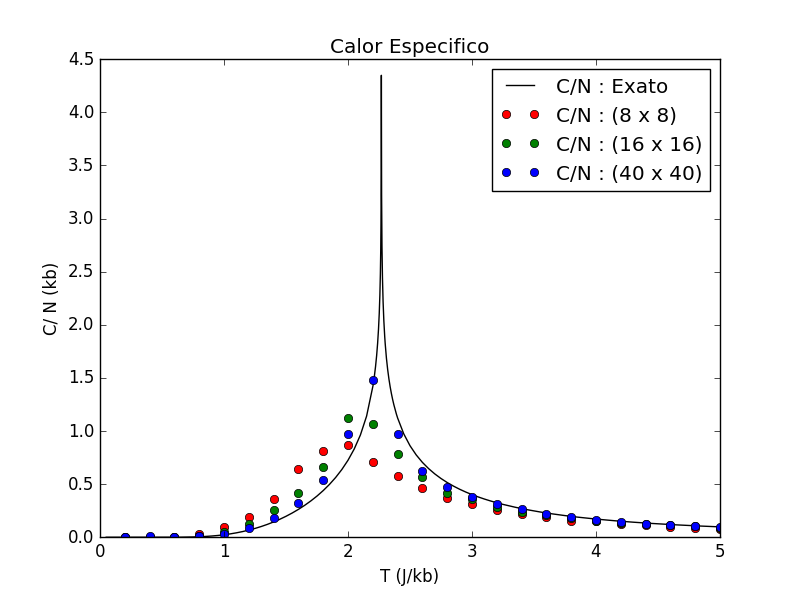 Calor Especifico
4.5
4.0
3.5
3.0
2.5
2.0
1.5
1.0
0.5
0.0
C/ N (kb)
C/N : Exato
C/N : (8 x 8)
C/N : (16 x 16)
C/N : (40 x 40)
0 1 2 3 4 5
T (J/kb)